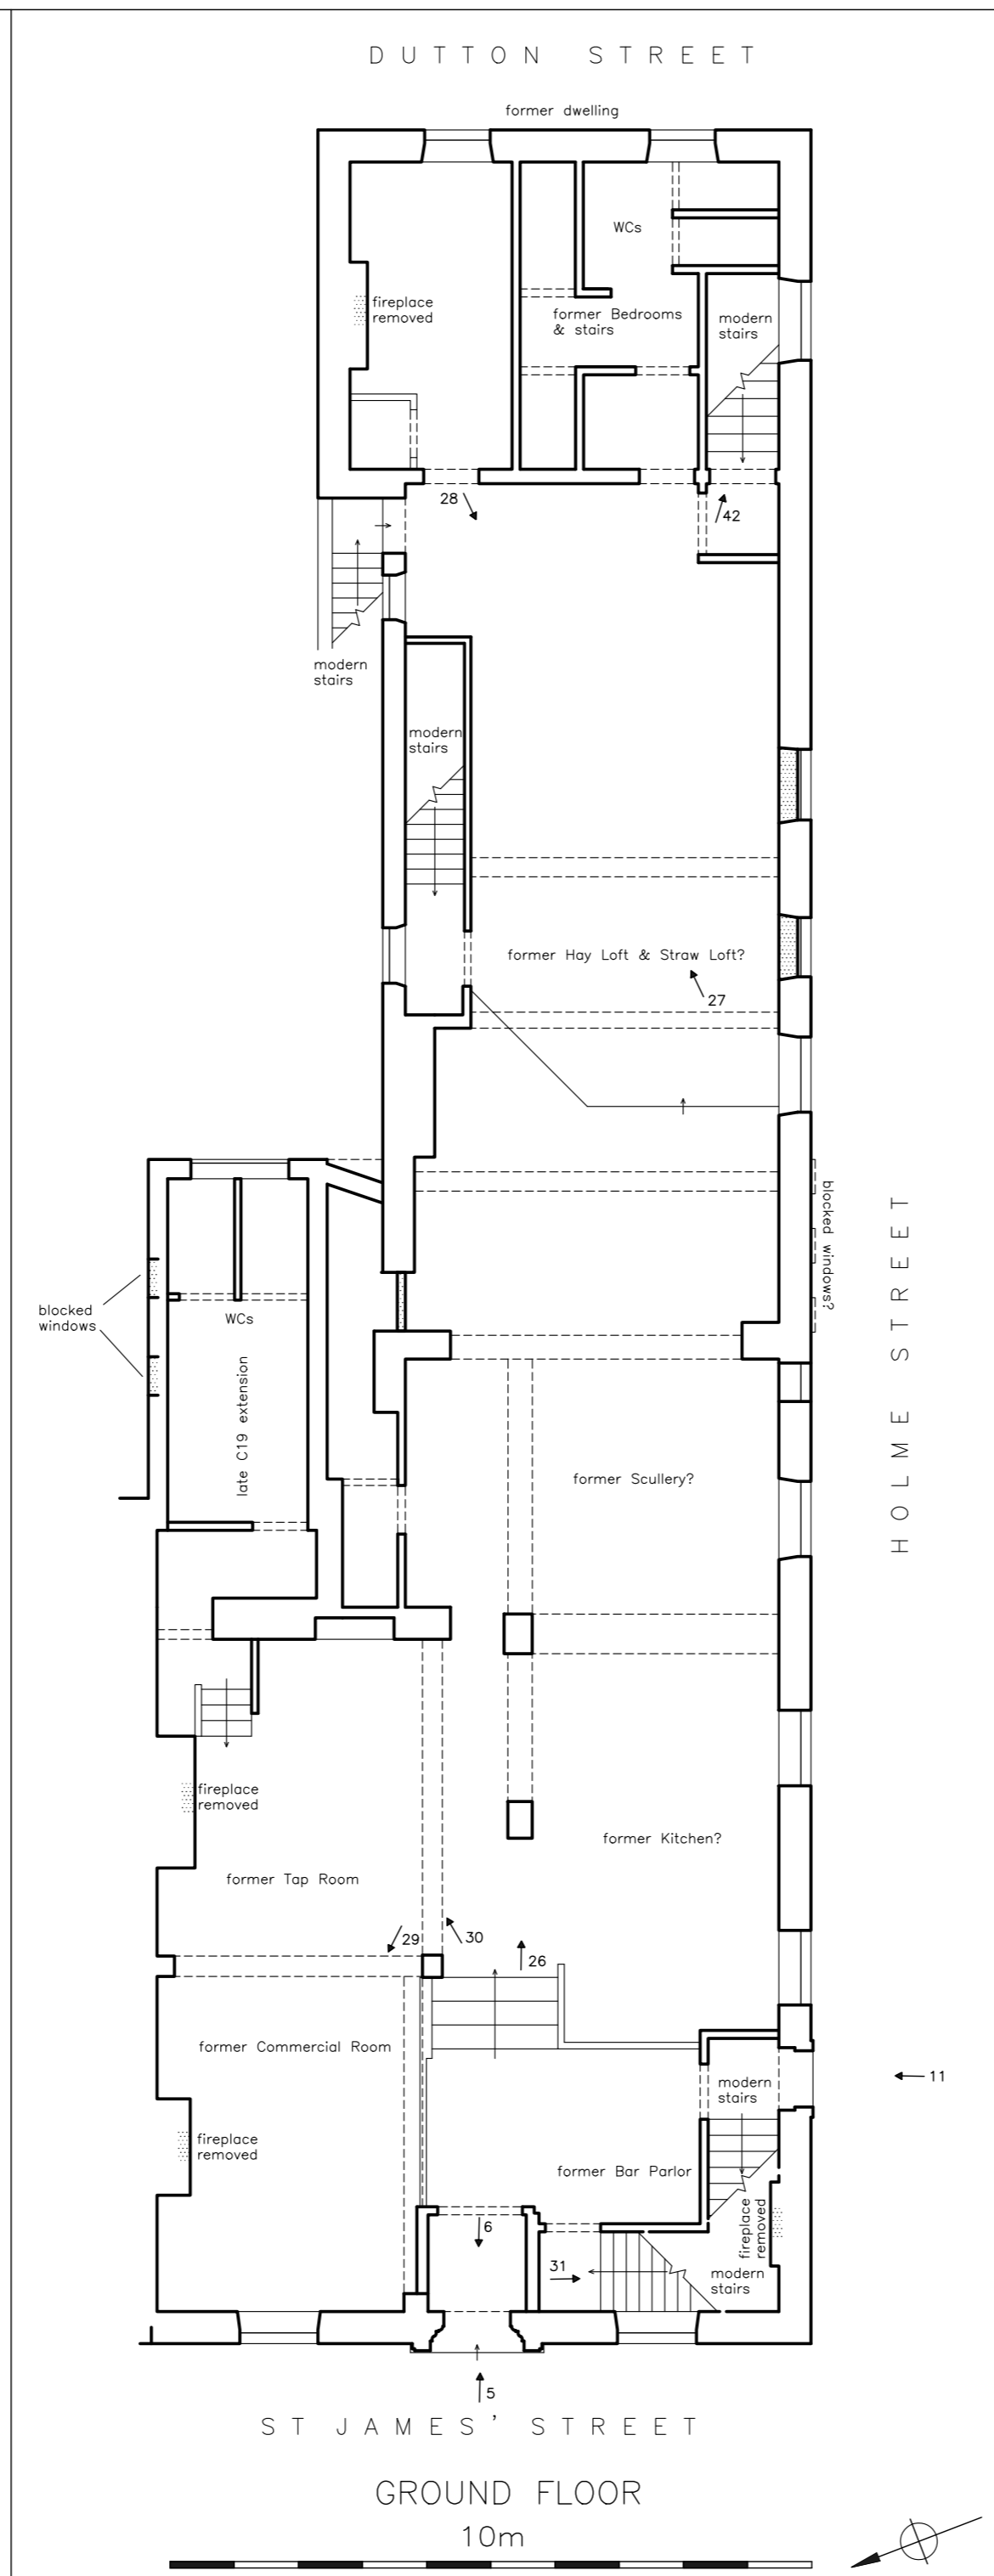 DUTTON STREET
former dwelling
WCs
fireplace
removed
former Bedrooms
& stairs
modern
stairs
28
42
modern
stairs
modern
stairs
former Hay Loft & Straw Loft?
27
blocked windows?
HOLME STREET
blocked
windows
WCs
late C19 extension
former Scullery?
fireplace
removed
former Kitchen?
former Tap Room
29
30
26
former Commercial Room
11
modern
stairs
fireplace
removed
former Bar Parlor
fireplace
removed
6
31
modern
stairs
5
ST JAMES' STREET
GROUND FLOOR
10m